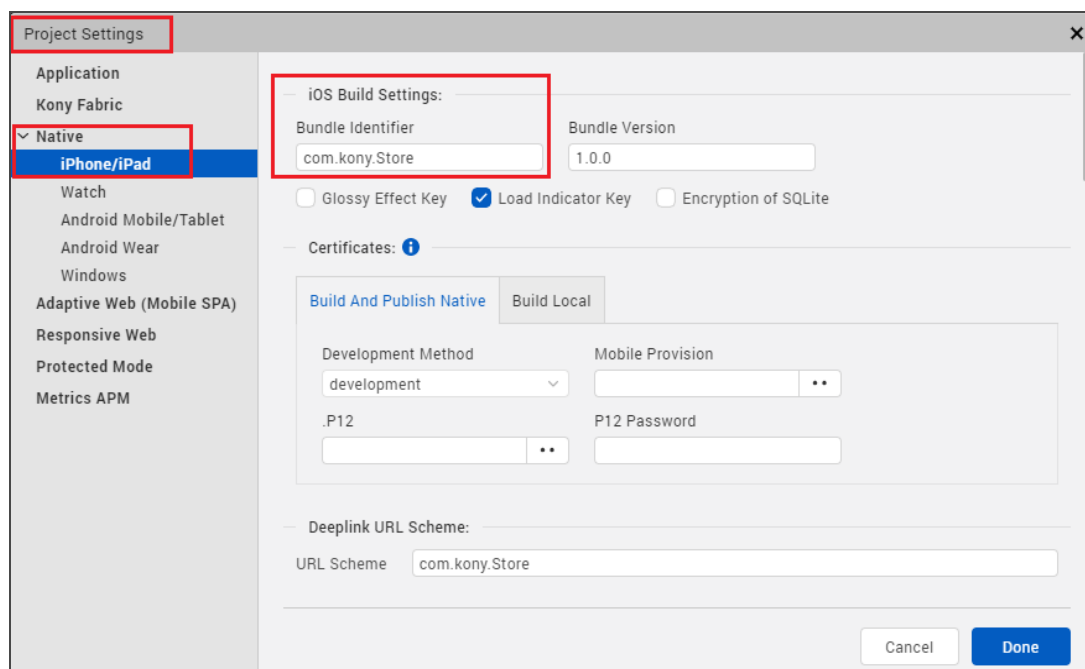 Project Settings
Application
Kony Fabric
Native
iPhone/iPad
Watch
Android Mobile/Tablet
Android Wear
Windows
Adaptive Web (Mobile SPA)
Responsive Web
Protected Mode
Metrics APM
iOS Build Settings:
Bundle Identifier
Bundle Version
com.kony.Store
1.0.0
Glossy Effect Key
Load Indicator Key
Encryption of SQLite
Certificates:
Build And Publish Native
Build Local
Development Method
Mobile Provision
development
.P12
P12 Password
Deeplink URL Scheme:
URL Scheme
com.kony.Store
Cancel
Done